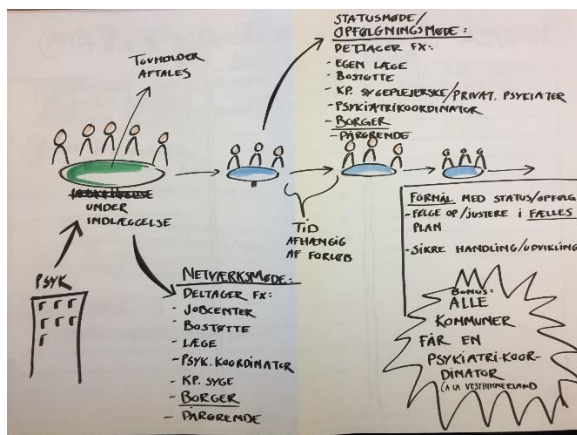 TOVHOLDER
AFTALES
UNDER
INDLÆGGELSE
PSYK
NETVÆRKSMØDE:
DELTAGER FX:
- JOBCENTER
BOSTØTTE
- LÆGE
- PSYK. KOORDINATOR
- KP. SYGE
- BORGER
- PÅRØRENDE
STATUSMØDE/
OPFØLGNINGSMØDE:
DELTAGER FX:
- EGEN LÆGE
- BOSTØTTE
- KP. SYGEPLEJERSKE/PRIVAT. PSYKIATER
- PSYKIATRIKOORDINATOR
- BORGER
- PÅRØRENDE
TID
AFHÆNGIG
AF FORLØB
FORMÅL MED STATUS/OPFØLG
- FØLGE OP/JUSTERE I FÆLLES
PLAN
- SIKRE HANDLING/UDVIKLING
BONUS:
ALLE
KOMMUNER
FÅR EN
PSYKIATRI-KOOR-
DINATOR
(A LA VESTHIMMERLAND